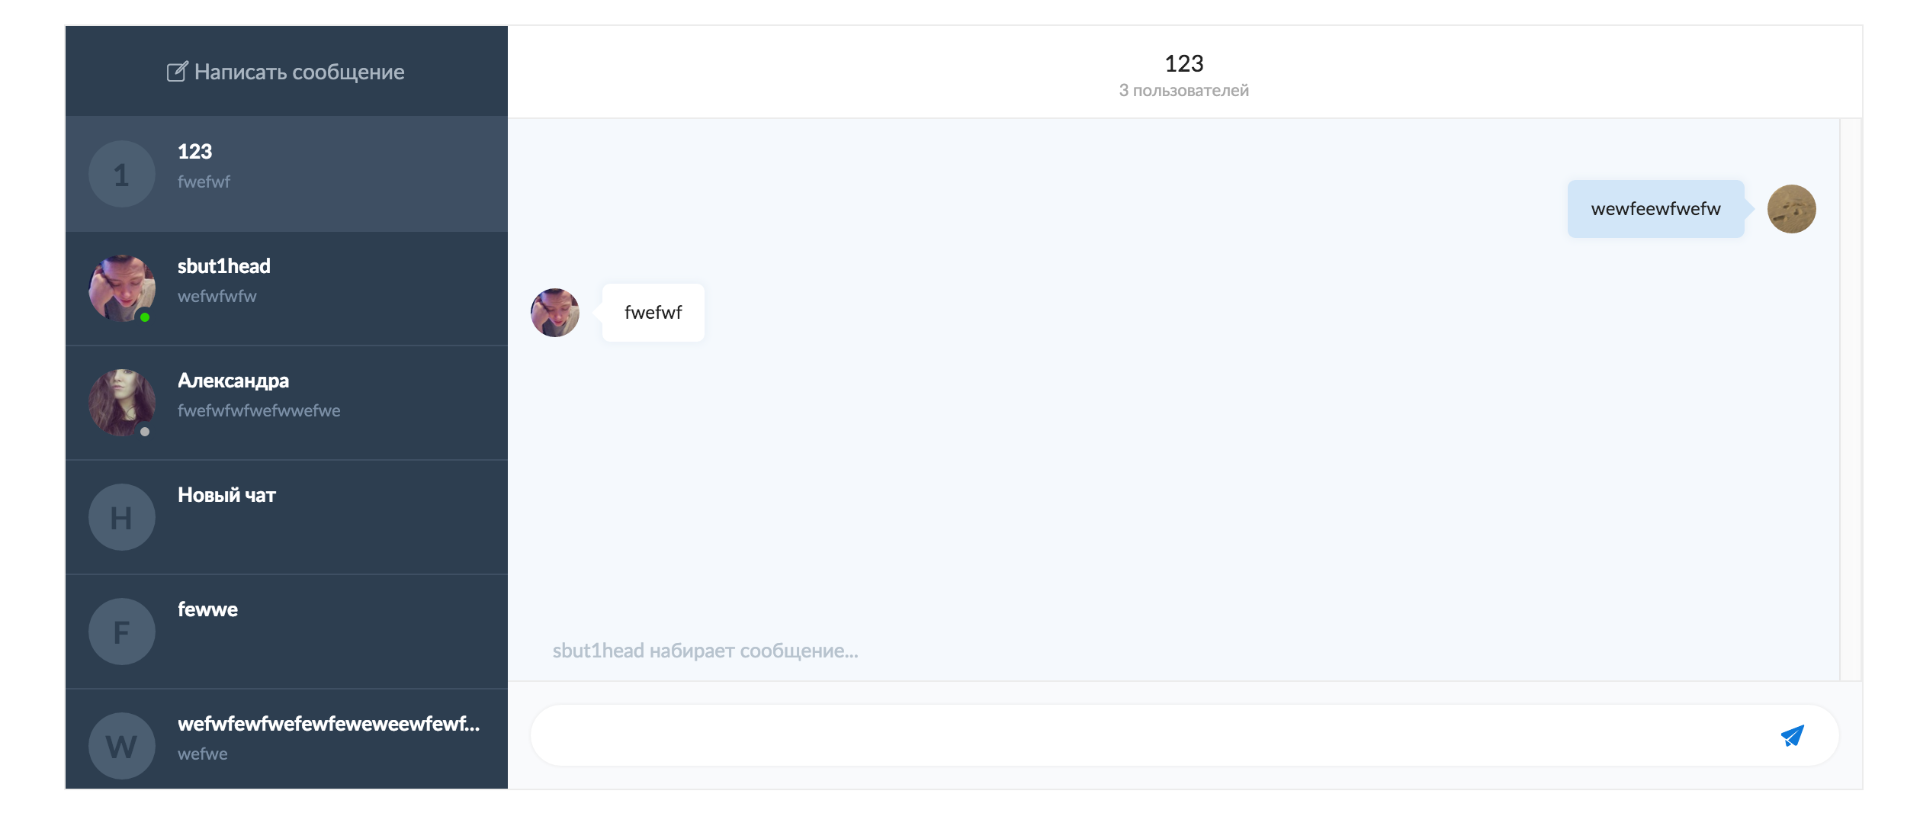 Написать сообщение
1
123
fwefwf
sbut1head
wefwfwfw
Александра
fwefwfwfwefwwefwe
Н
Новый чат
F
fewwe
W
wefwfewfwefewfeweweewfewf...
wefwe
123
3 пользователей
wewfeewfwefw
fwefwf
sbut1head набирает сообщение...